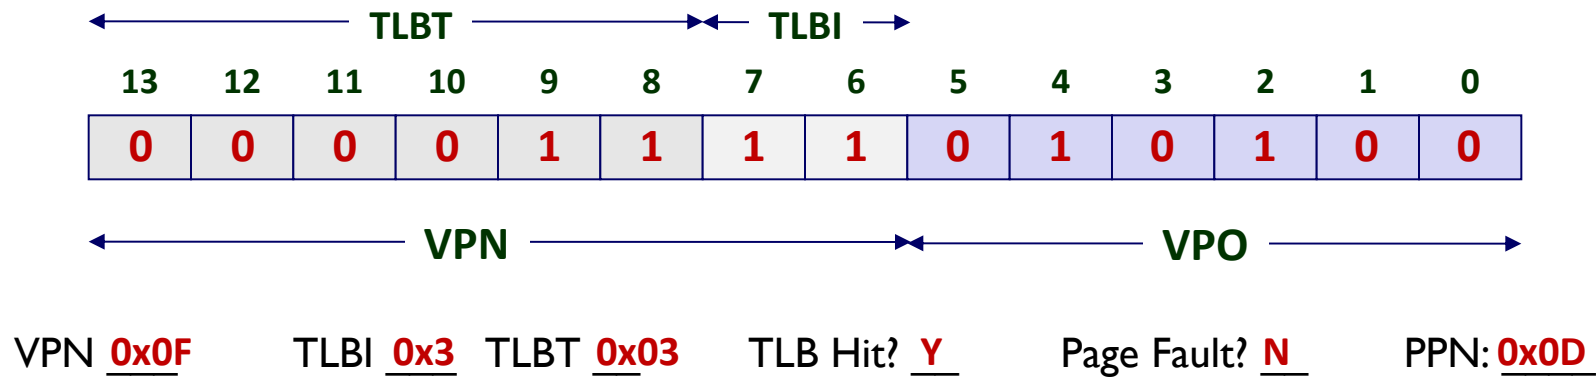 TLBT TLBI
13 12 11 10 9 8 7 6 5 4 3 2 1 0
0 0 0 0 1 1 1 1 0 1 0 1 0 0
VPN VPO
VPN 0x0F TLBI 0x3 TLBT 0x03 TLB Hit? Y Page Fault? N PPN: 0x0D